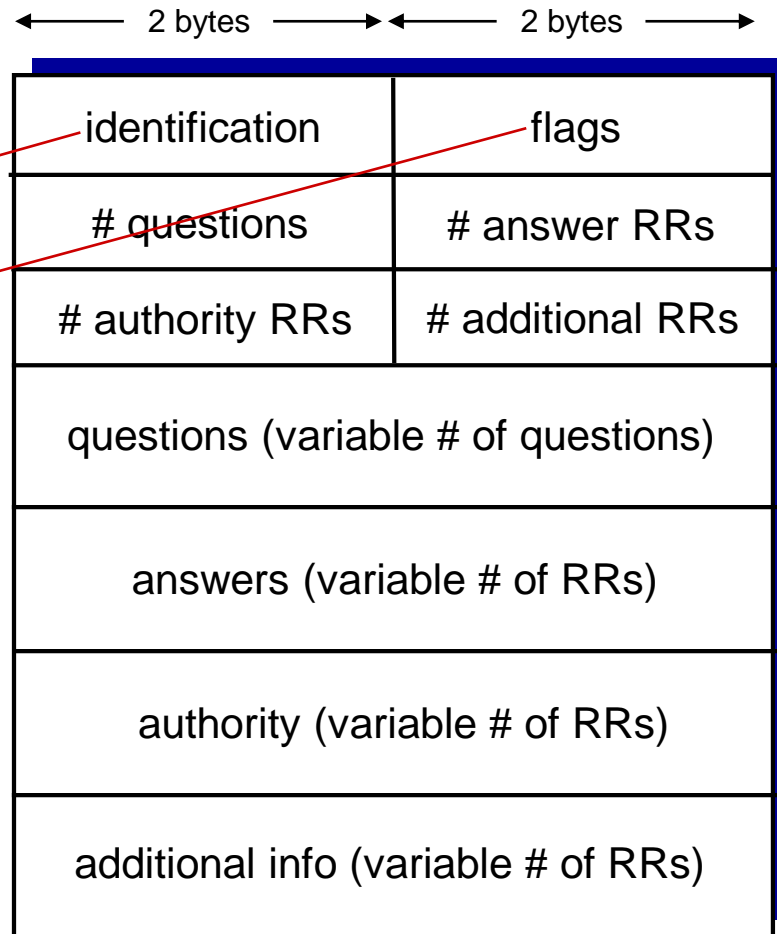 2 bytes 2 bytes
identification flags
# questions # answer RRs
# authority RRs # additional RRs
questions (variable # of questions)
answers (variable # of RRs)
authority (variable # of RRs)
additional info (variable # of RRs)